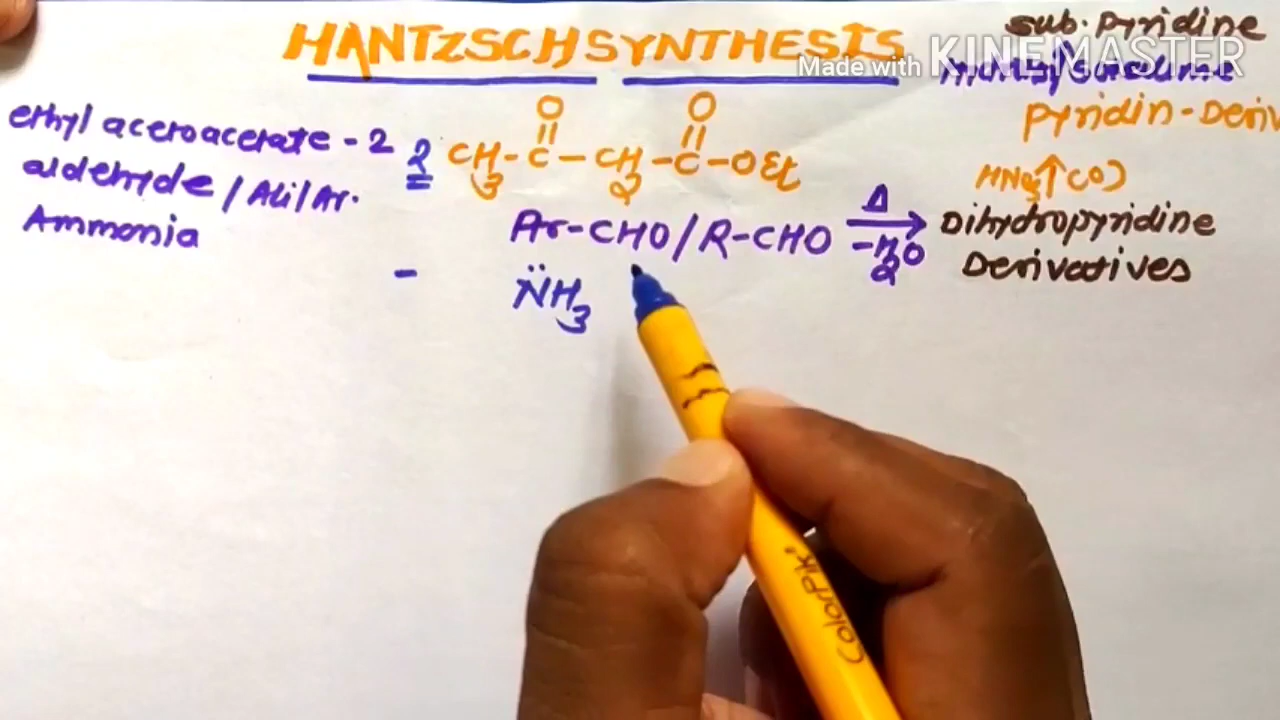 HANTZSCH SYNTHESIS
sub. pyridine
Made with KINEMASTER
pyridin-Deriv
ethyl acetoacetate - 2
2 CH3-C-CH2-C-OEt
O O
aldehyde / Ali/Ar.
Ammonia
HNO3 ↑ (O)
Ar-CHO/R-CHO Δ → -H2O
Dihydropyridine
Derivatives
- N̈H3
ColorPik